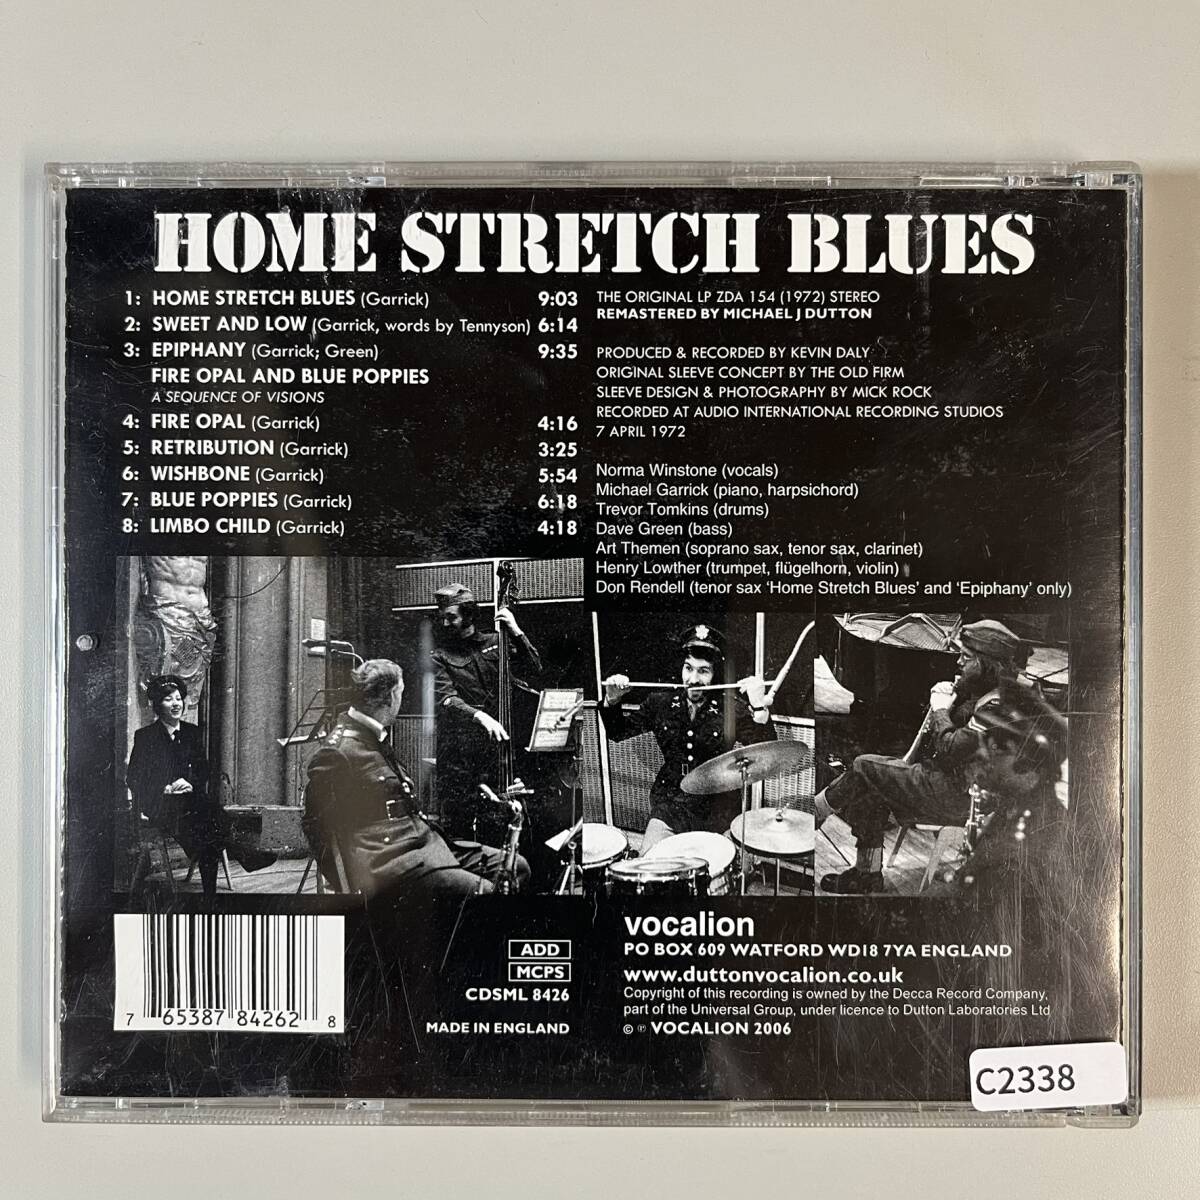 HOME STRETCH BLUES
1: HOME STRETCH BLUES (Garrick) 9:03
2: SWEET AND LOW (Garrick, words by Tennyson) 6:14
3: EPIPHANY (Garrick; Green) 9:35
FIRE OPAL AND BLUE POPPIES
A SEQUENCE OF VISIONS
4: FIRE OPAL (Garrick) 4:16
5: RETRIBUTION (Garrick) 3:25
6: WISHBONE (Garrick) 5:54
7: BLUE POPPIES (Garrick) 6:18
8: LIMBO CHILD (Garrick) 4:18
THE ORIGINAL LP ZDA 154 (1972) STEREO
REMASTERED BY MICHAEL J DUTTON
PRODUCED & RECORDED BY KEVIN DALY
ORIGINAL SLEEVE CONCEPT BY THE OLD FIRM
SLEEVE DESIGN & PHOTOGRAPHY BY MICK ROCK
RECORDED AT AUDIO INTERNATIONAL RECORDING STUDIOS
7 APRIL 1972
Norma Winstone (vocals)
Michael Garrick (piano, harpsichord)
Trevor Tomkins (drums)
Dave Green (bass)
Art Themen (soprano sax, tenor sax, clarinet)
Henry Lowther (trumpet, flügelhorn, violin)
Don Rendell (tenor sax 'Home Stretch Blues' and 'Epiphany' only)
7 65387 84262 8
ADD
MCPS
CDSML 8426
MADE IN ENGLAND
vocalion
PO BOX 609 WATFORD WD18 7YA ENGLAND
www.duttonvocalion.co.uk
Copyright of this recording is owned by the Decca Record Company,
part of the Universal Group, under licence to Dutton Laboratories Ltd
© ℗ VOCALION 2006
C2338